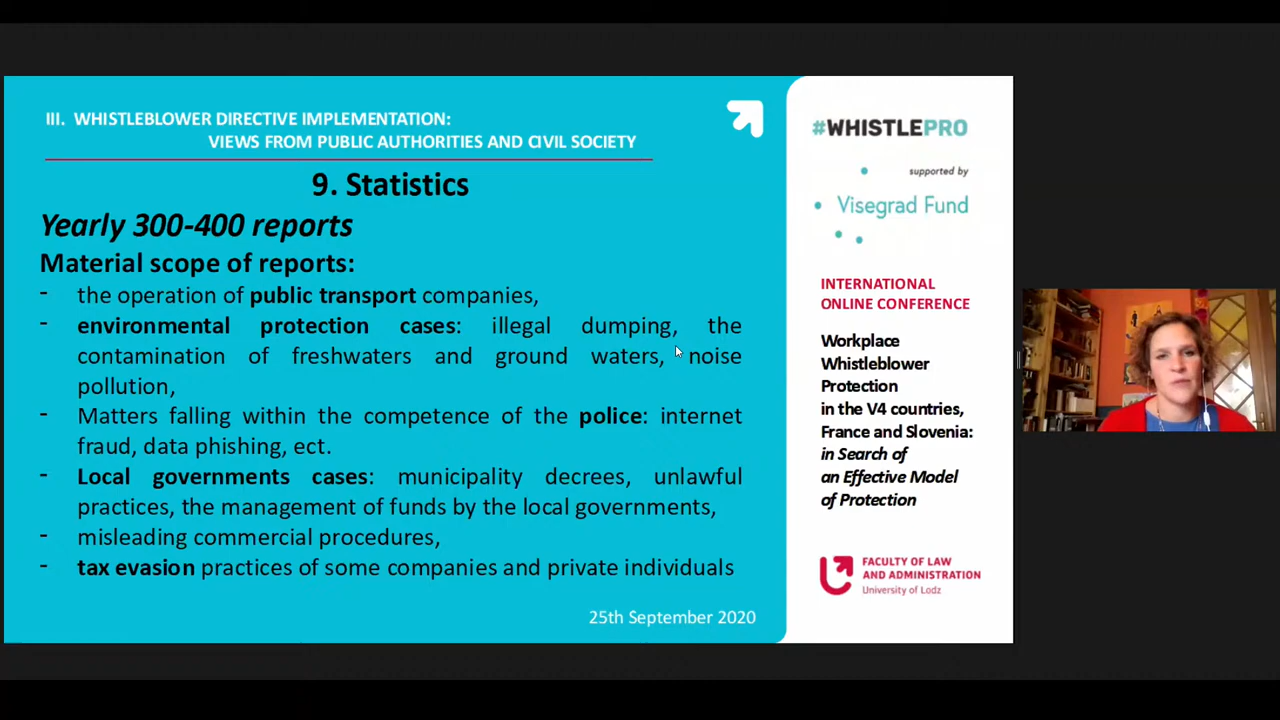 III. WHISTLEBLOWER DIRECTIVE IMPLEMENTATION:
VIEWS FROM PUBLIC AUTHORITIES AND CIVIL SOCIETY
9. Statistics
Yearly 300-400 reports
Material scope of reports:
- the operation of public transport companies,
- environmental protection cases: illegal dumping, the
contamination of freshwaters and ground waters, noise
pollution,
- Matters falling within the competence of the police: internet
fraud, data phishing, ect.
- Local governments cases: municipality decrees, unlawful
practices, the management of funds by the local governments,
- misleading commercial procedures,
- tax evasion practices of some companies and private individuals
25th September 2020
#WHISTLEPRO
supported by
Visegrad Fund
INTERNATIONAL
ONLINE CONFERENCE
Workplace
Whistleblower
Protection
in the V4 countries,
France and Slovenia:
in Search of
an Effective Model
of Protection
FACULTY OF LAW
AND ADMINISTRATION
University of Lodz